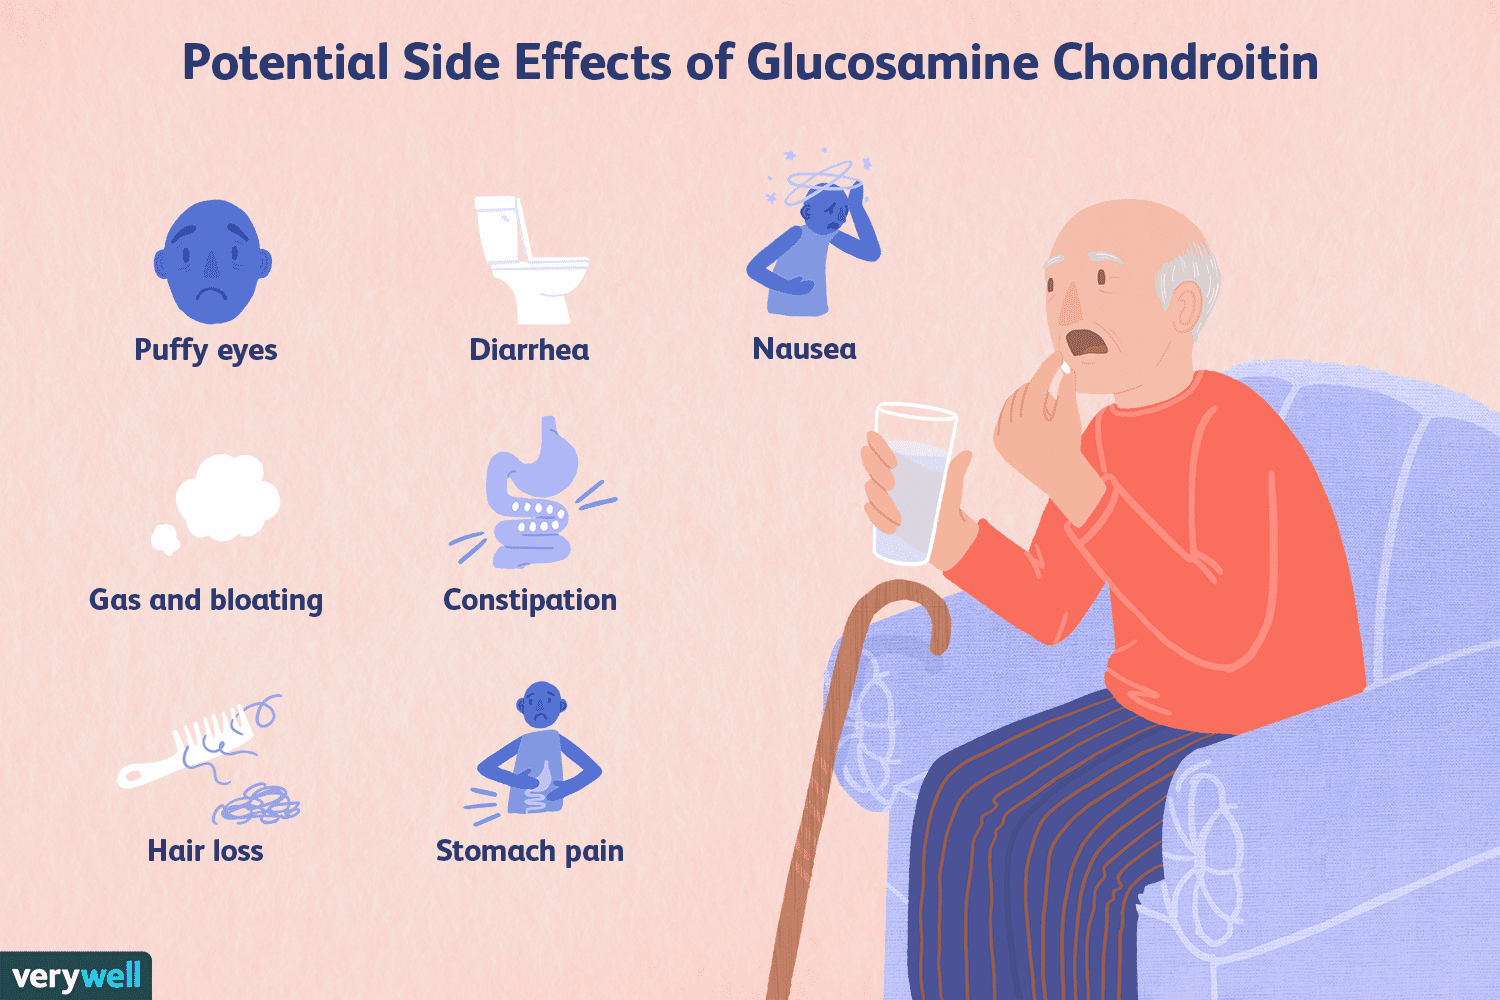 Potential Side Effects of Glucosamine Chondroitin
Puffy eyes
Diarrhea
Nausea
Gas and bloating
Constipation
Hair loss
Stomach pain
verywell